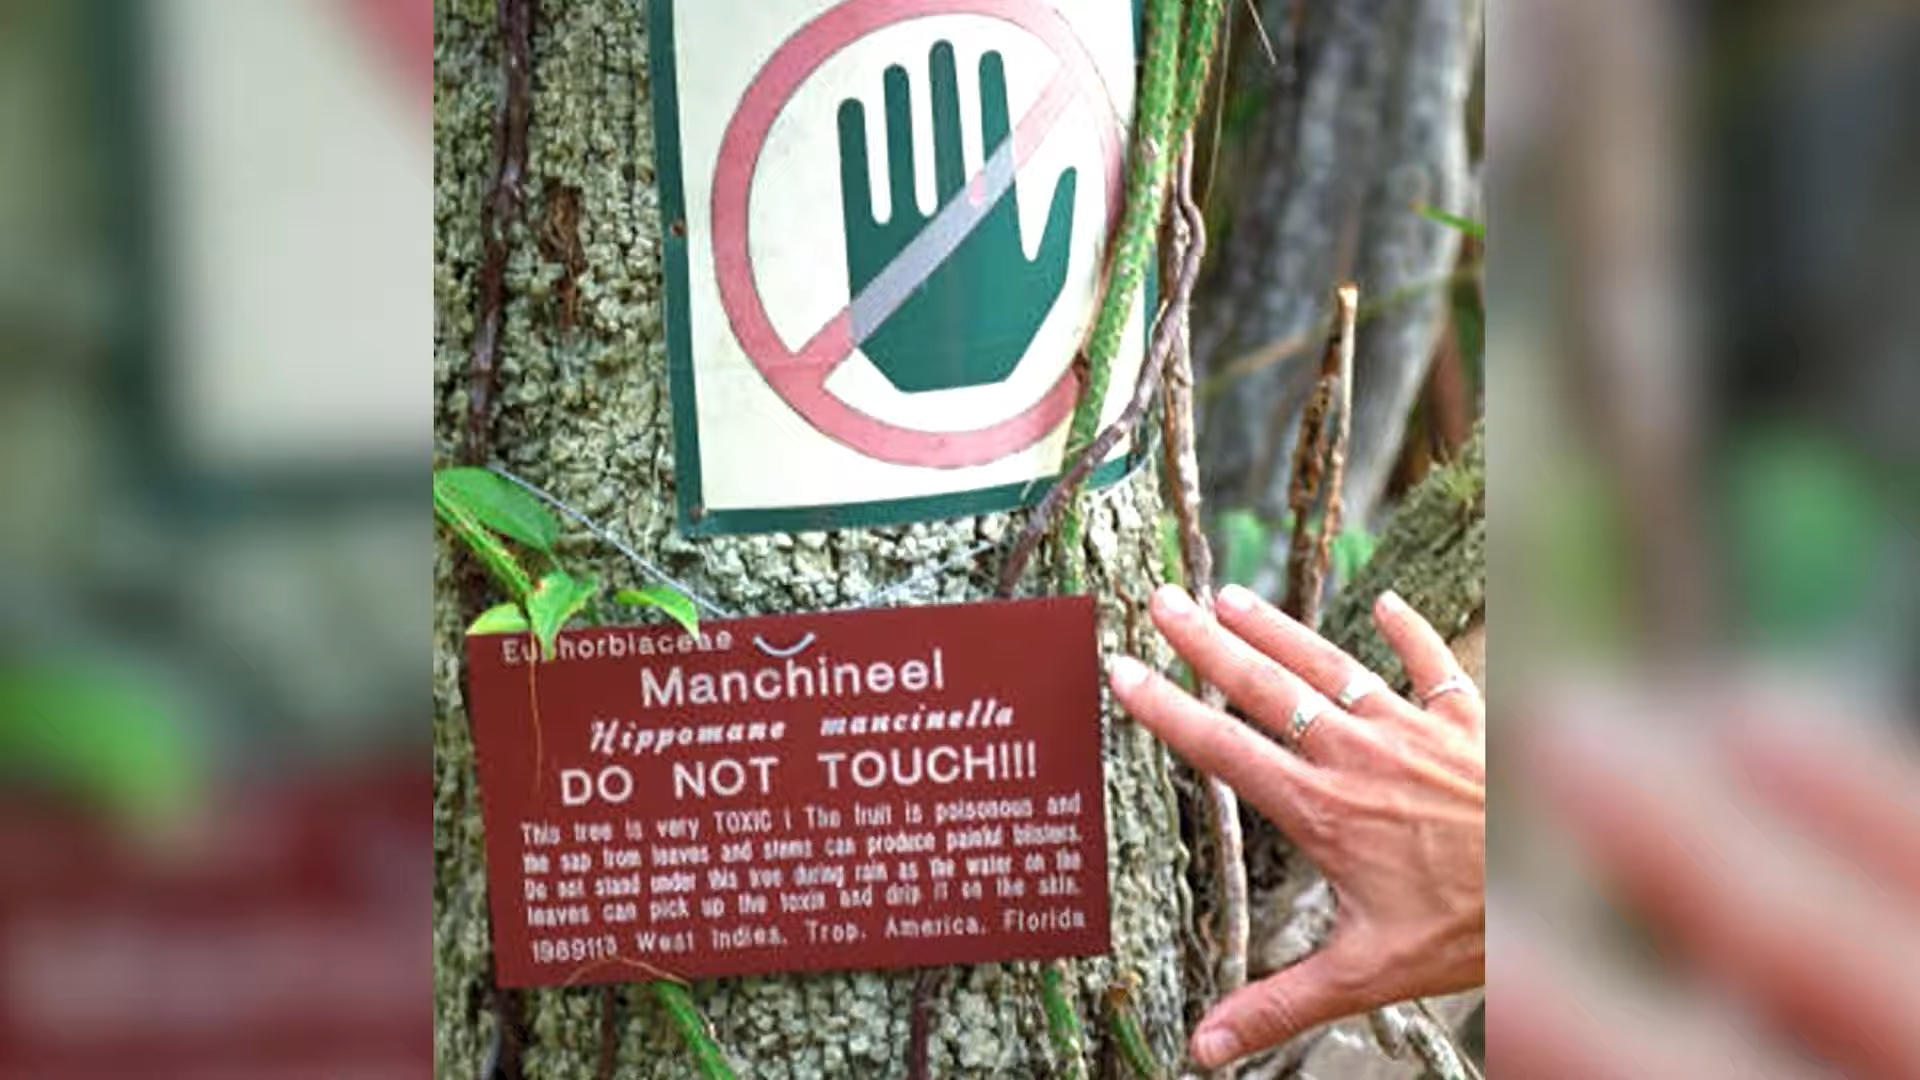 Euphorbiaceae
Manchineel
Hippomane mancinella
DO NOT TOUCH!!!
This tree is very TOXIC ! The fruit is poisonous and
the sap from leaves and stems can produce painful blisters.
Do not stand under this tree during rain as the water on the
leaves can pick up the toxin and drip it on the skin.
1989118 West Indies, Trop. America, Florida